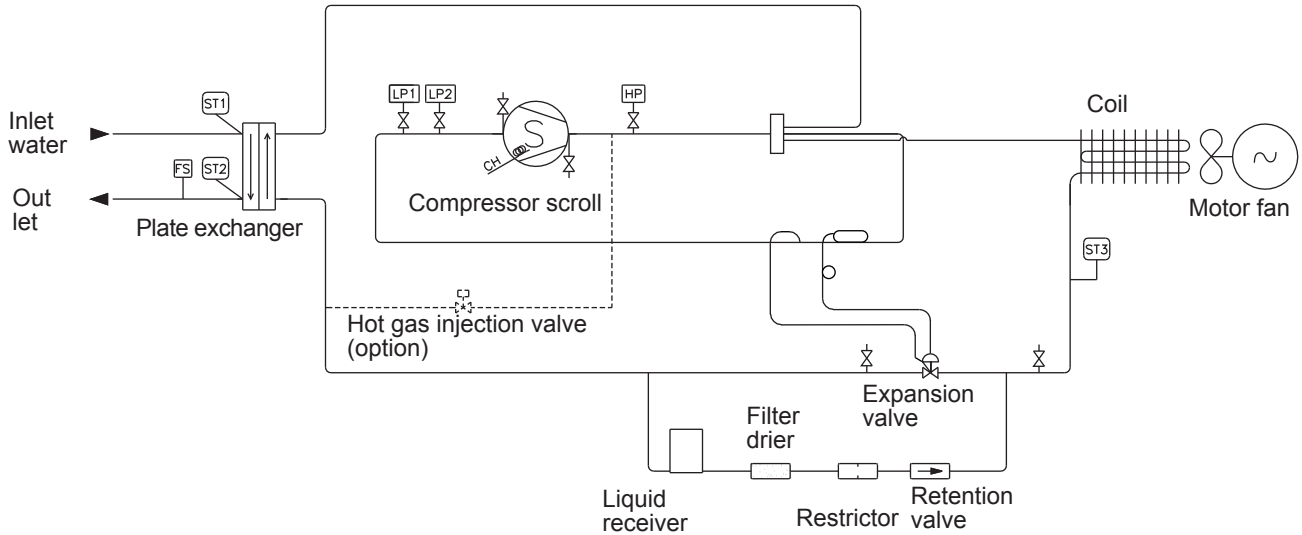 LP1
LP2
HP
Coil
ST1
Inlet
water
S
CH
FS
ST2
Out
let
Compressor scroll
Motor fan
Plate exchanger
ST3
Hot gas injection valve
(option)
Expansion
valve
Filter
drier
Liquid
receiver
Restrictor
Retention
valve